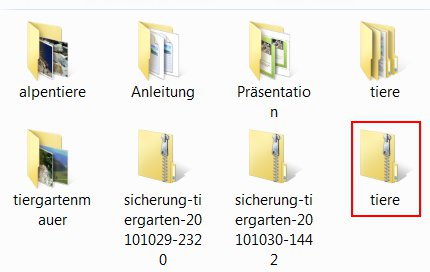 alpentiere
Anleitung
Präsentatio
n
tiere
tiergartenm
auer
sicherung-ti
ergarten-20
101029-232
0
sicherung-ti
ergarten-20
101030-144
2
tiere